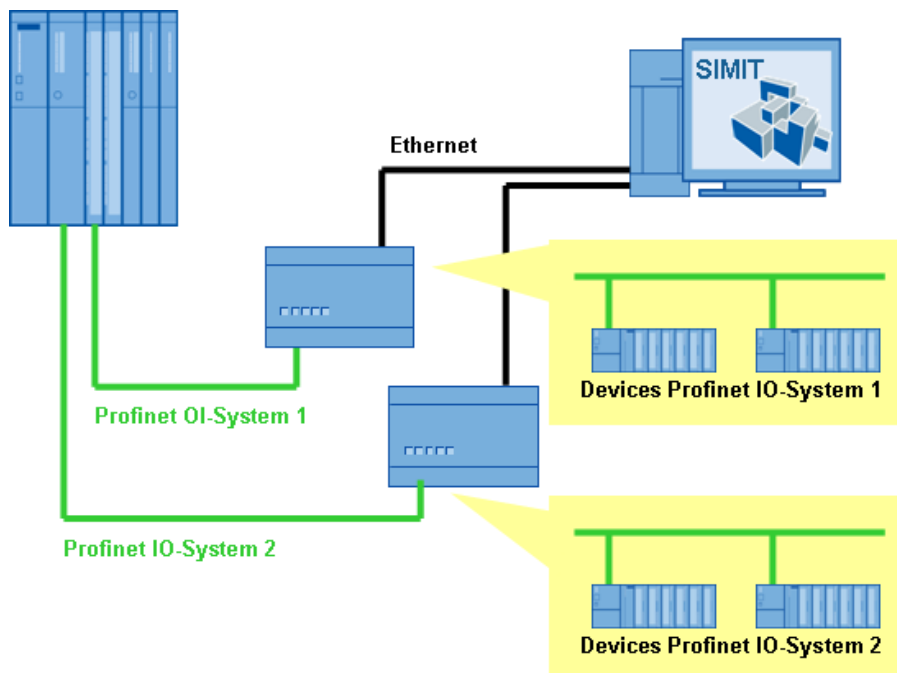 SIMIT
Ethernet
Devices Profinet IO-System 1
Profinet OI-System 1
Profinet IO-System 2
Devices Profinet IO-System 2